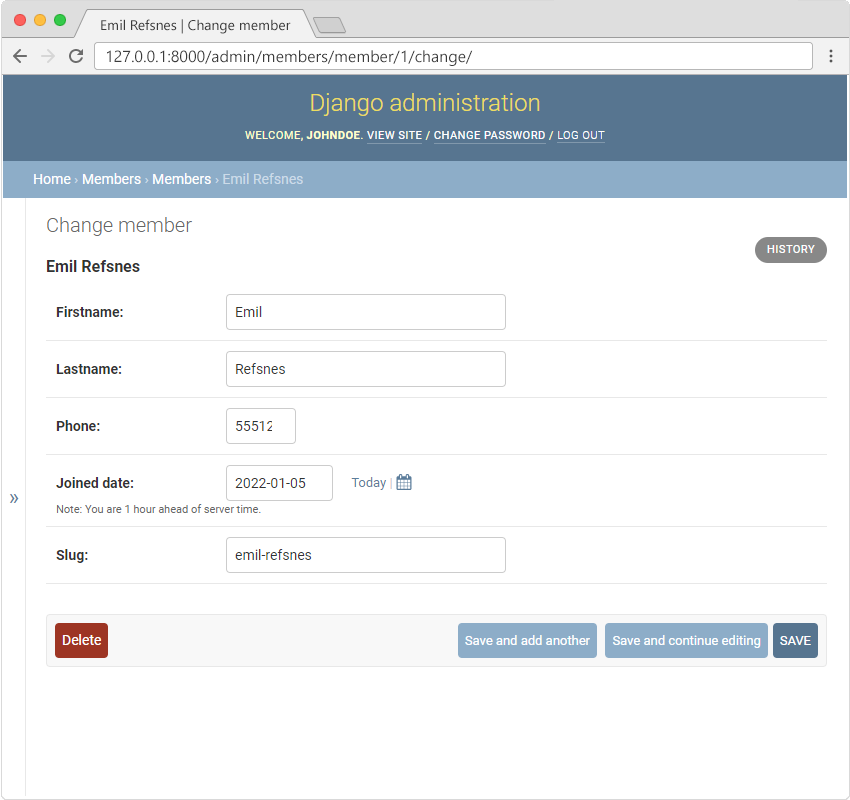 Emil Refsnes | Change member
127.0.0.1:8000/admin/members/member/1/change/
Django administration
WELCOME, JOHNDOE. VIEW SITE / CHANGE PASSWORD / LOG OUT
Home › Members › Members › Emil Refsnes
Change member
HISTORY
Emil Refsnes
Firstname: Emil
Lastname: Refsnes
Phone: 55512
Joined date: 2022-01-05 Today |
Note: You are 1 hour ahead of server time.
»
Slug: emil-refsnes
Delete Save and add another Save and continue editing SAVE